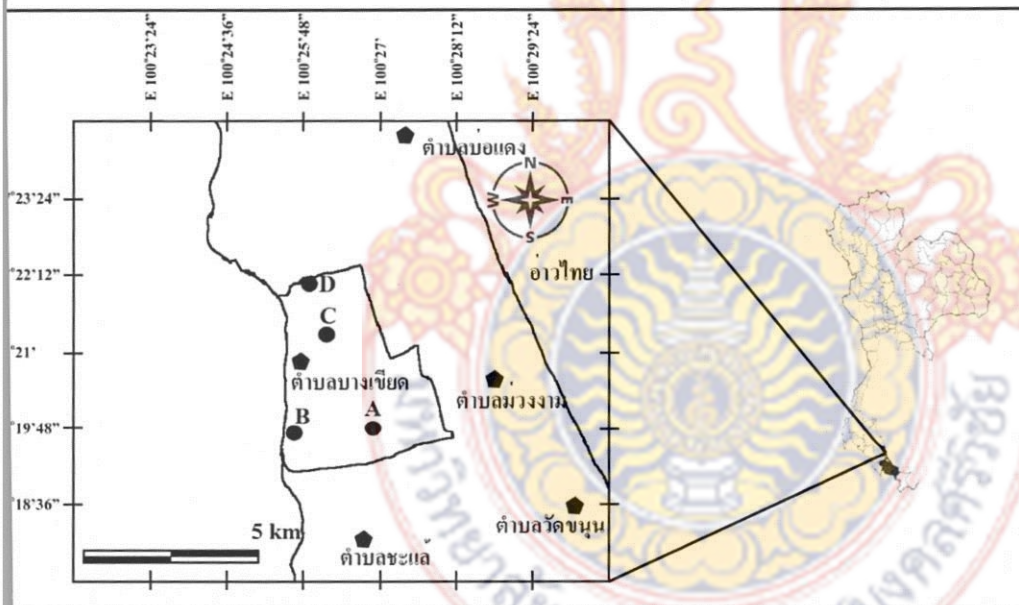 E 100°23'24"
E 100°24'36"
E 100°25'48"
E 100°27'
E 100°28'12"
E 100°29'24"
ตำบลบ่อแดง
N
W
E
S
°23'24"
อ่าวไทย
°22'12"
D
C
°21'
ตำบลบางเขียด
ตำบลม่วงงาม
B
A
°19'48"
°18'36"
ตำบลวัดขนุน
5 km
ตำบลชะแล้